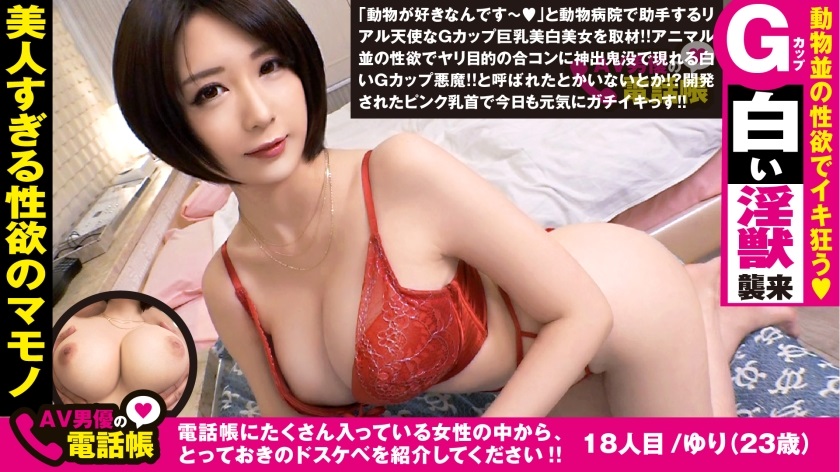 美人すぎる性欲のマモノ
「動物が好きなんです～♥」と動物病院で助手するリ
アル天使なGカップ巨乳美白美女を取材!!アニマル
並の性欲でヤリ目的の合コンに神出鬼没で現れる白
いGカップ悪魔!!と呼ばれたとかいないとか!?開発
されたピンク乳首で今日も元気にガチイキっす!!
動物並の性欲でイキ狂う♥
Gカップ
白い淫獣襲来
AV男優の
電話帳
電話帳にたくさん入っている女性の中から、
とっておきのドスケベを紹介してください!!
18人目/ゆり(23歳)